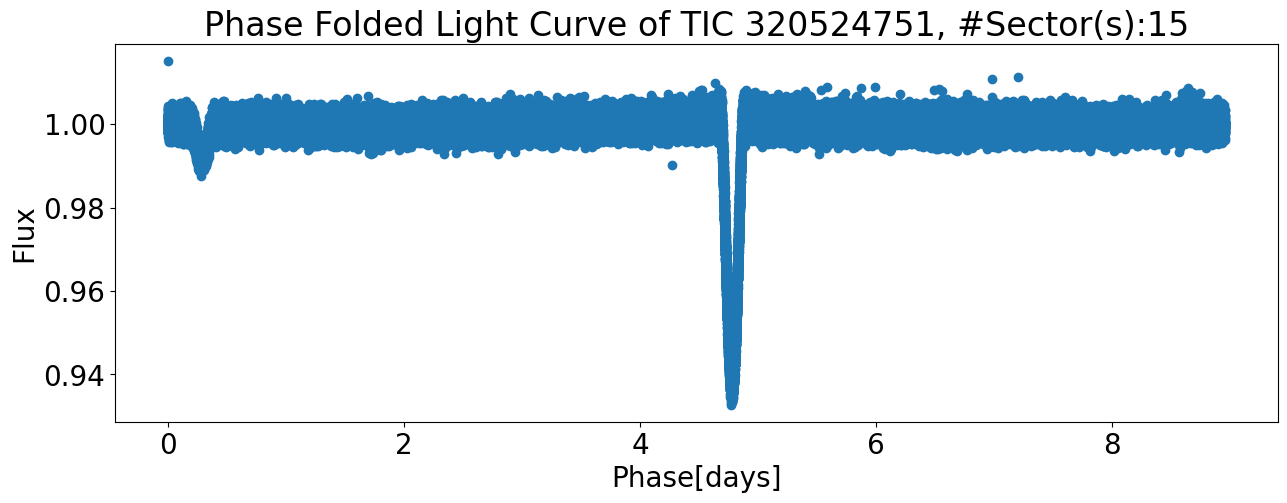 Phase Folded Light Curve of TIC 320524751, #Sector(s):15
1.00
0.98
0.96
0.94
Flux
0 2 4 6 8
Phase[days]